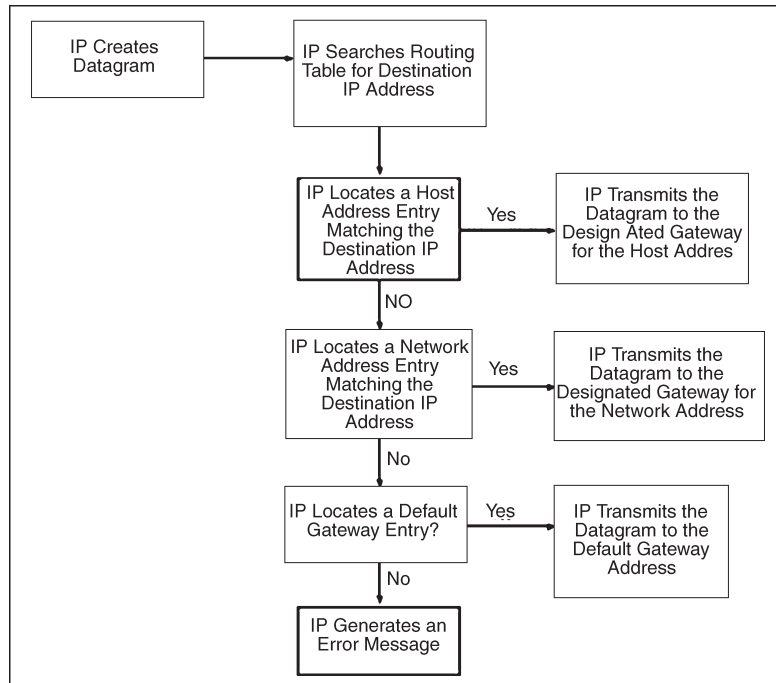 IP Creates
Datagram
IP Searches Routing
Table for Destination
IP Address
IP Locates a Host
Address Entry
Matching the
Destination IP
Address
Yes
IP Transmits the
Datagram to the
Design Ated Gateway
for the Host Addres
NO
IP Locates a Network
Address Entry
Matching the
Destination IP
Address
Yes
IP Transmits the
Datagram to the
Designated Gateway for
the Network Address
No
IP Locates a Default
Gateway Entry?
Yes
IP Transmits the
Datagram to the
Default Gateway
Address
No
IP Generates an
Error Message